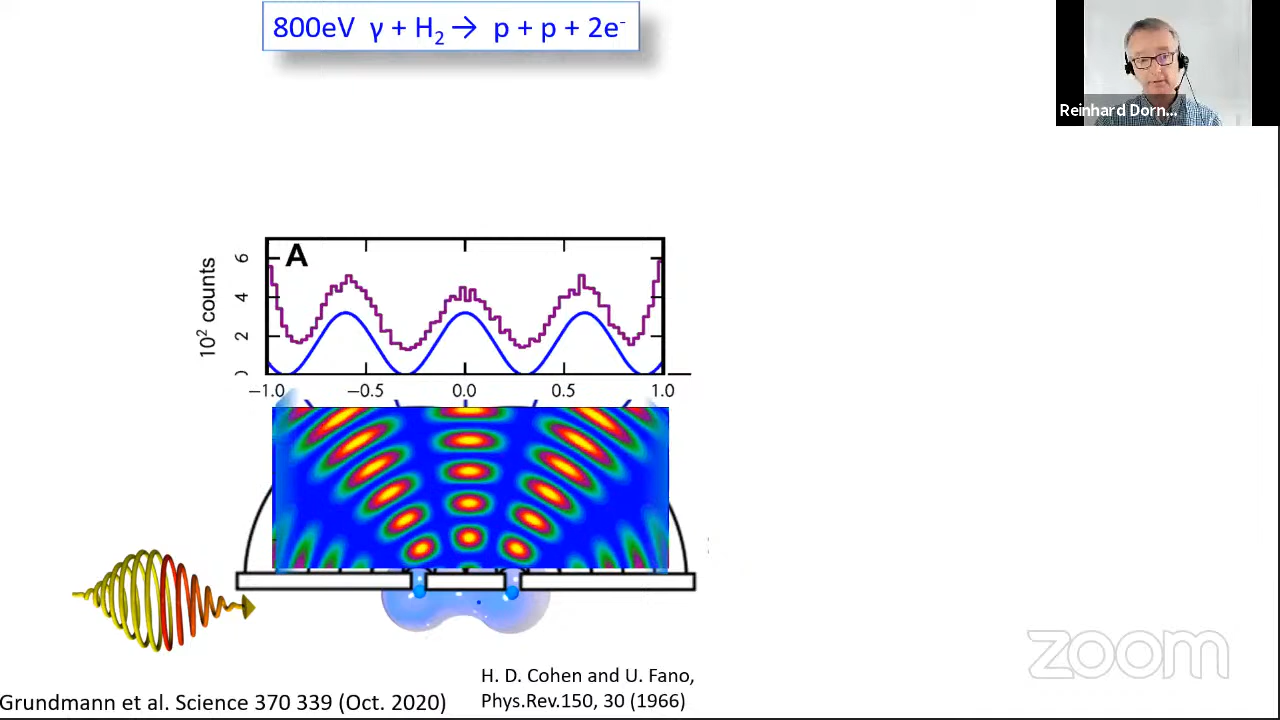 800eV γ + H₂ → p + p + 2e⁻
Reinhard Dorn...
A
10² counts
6
4
2
0
−1.0 −0.5 0.0 0.5 1.0
H. D. Cohen and U. Fano,
Phys.Rev.150, 30 (1966)
Grundmann et al. Science 370 339 (Oct. 2020)
zoom